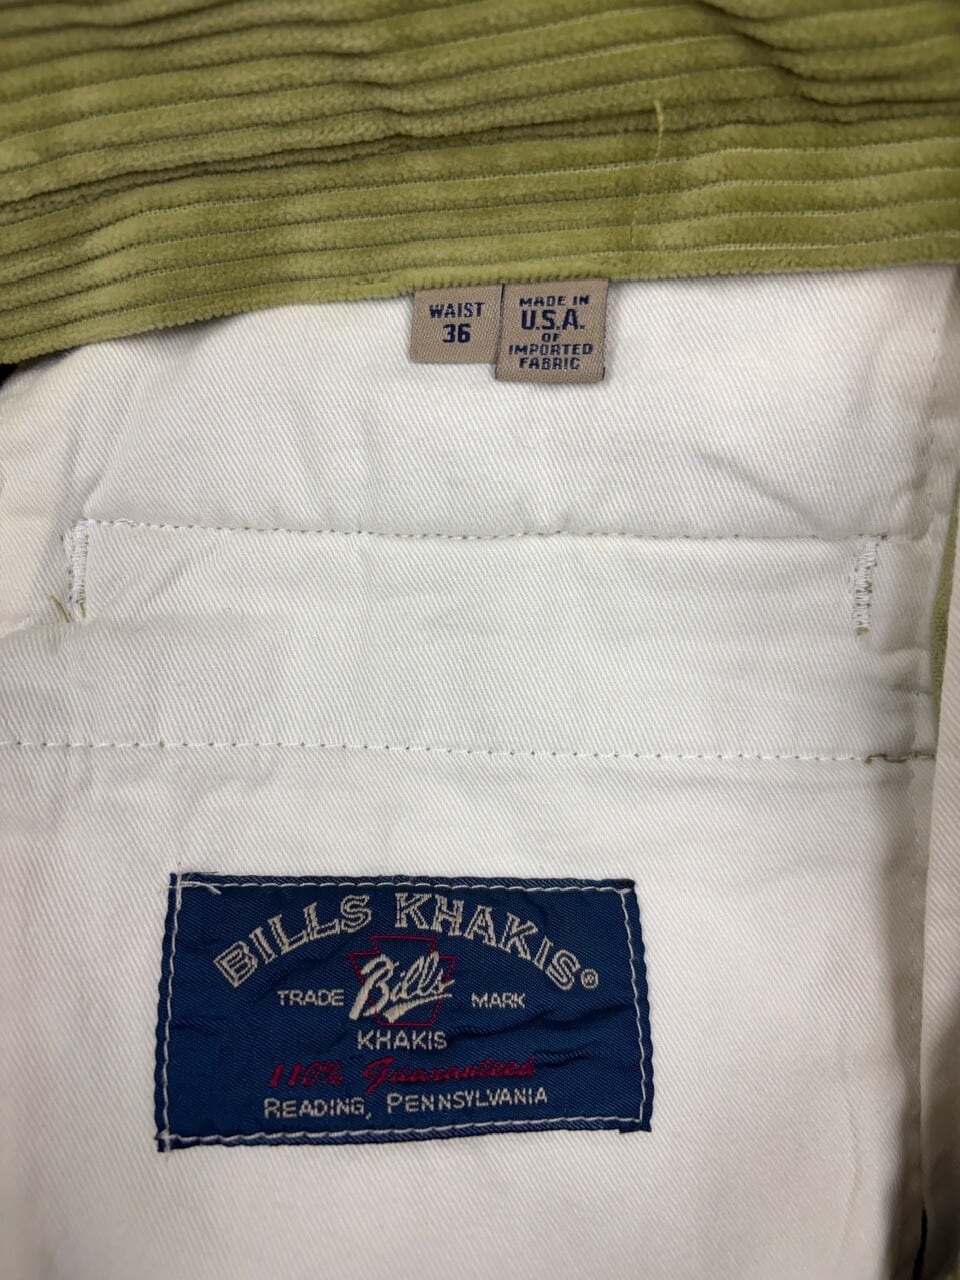 WAIST
36
MADE IN
U.S.A.
OF
IMPORTED
FABRIC
BILLS KHAKIS®
TRADE Bills MARK
KHAKIS
110% Guaranteed
READING, PENNSYLVANIA